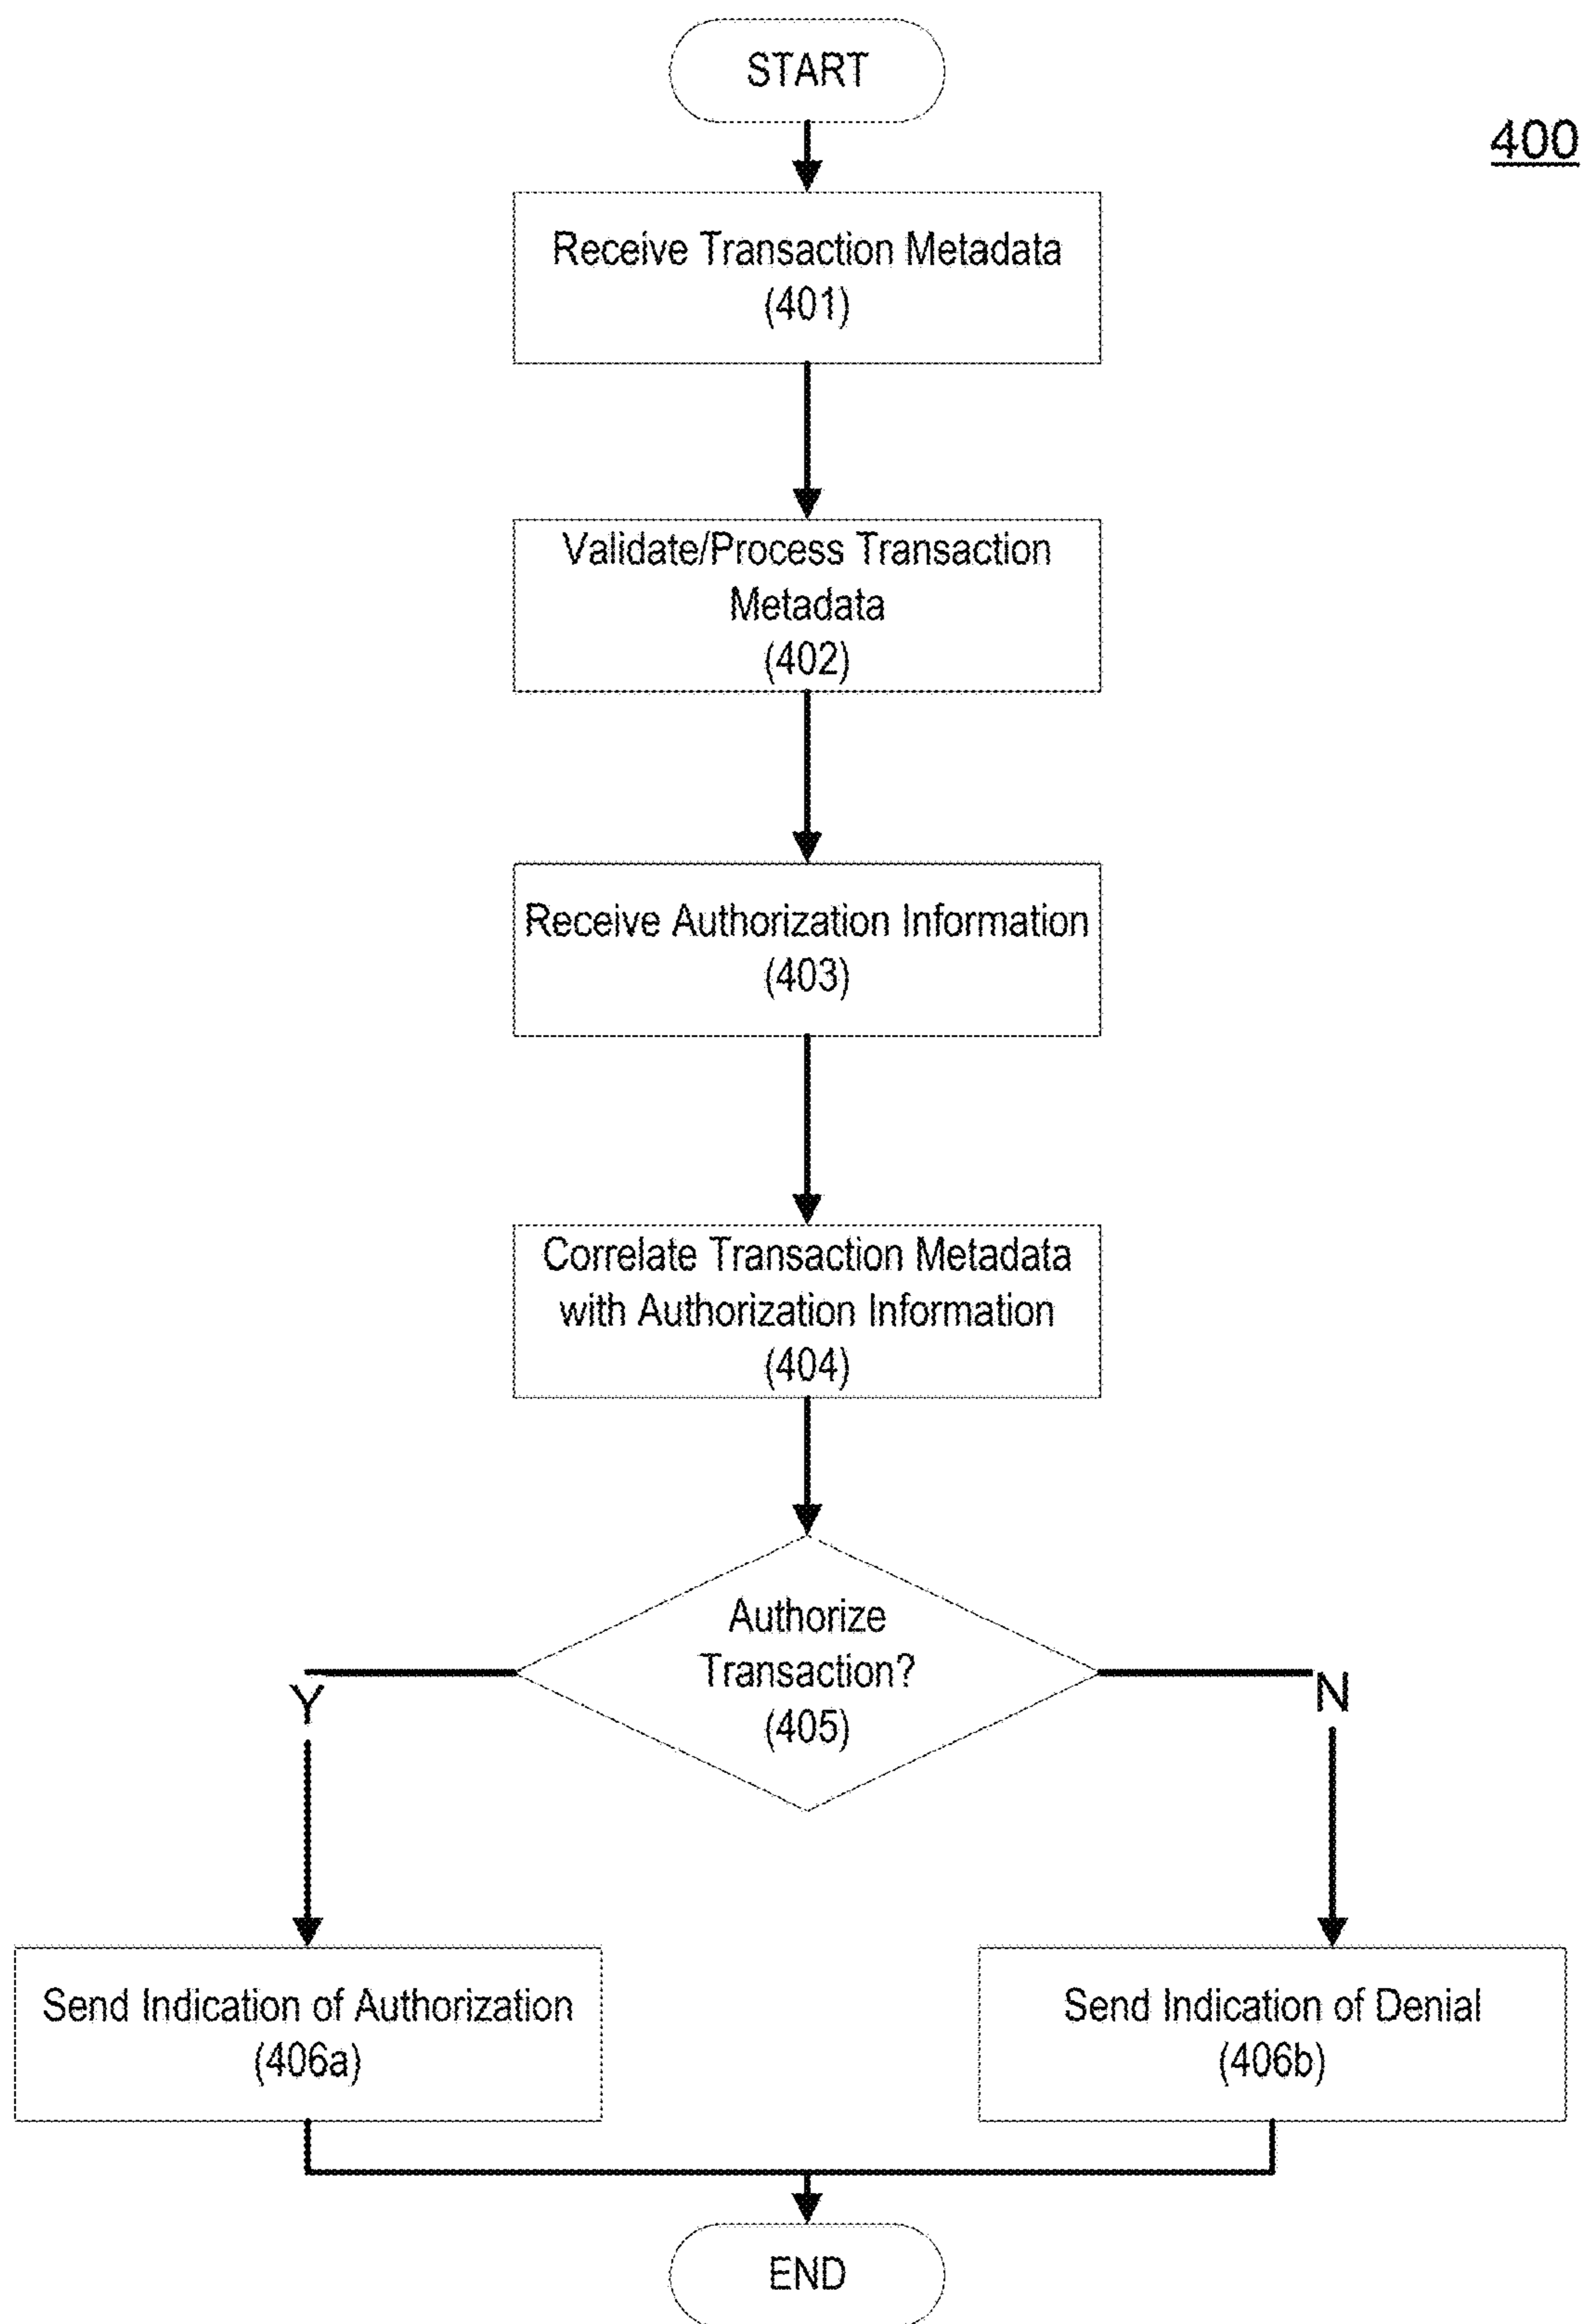 START
400
Receive Transaction Metadata
(401)
Validate/Process Transaction
Metadata
(402)
Receive Authorization Information
(403)
Correlate Transaction Metadata
with Authorization Information
(404)
Authorize
Transaction?
(405)
Y
N
Send Indication of Authorization
(406a)
Send Indication of Denial
(406b)
END